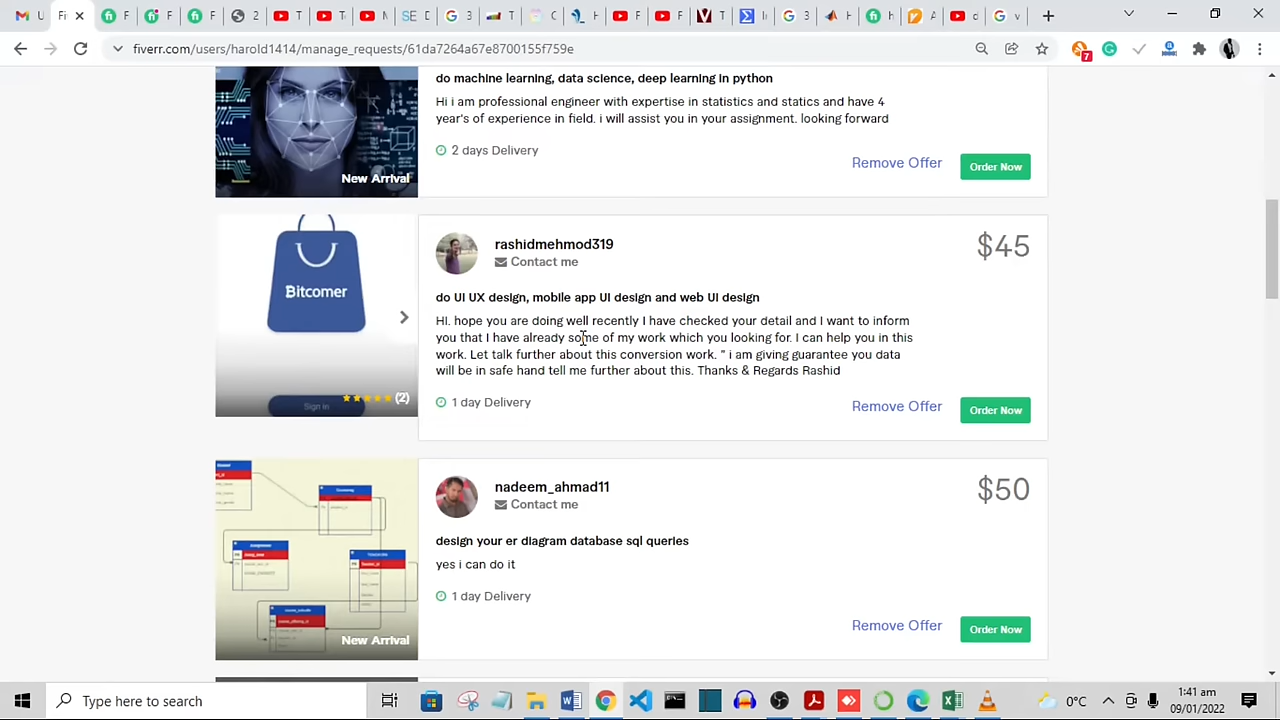 Fi
fiverr.com/users/harold1414/manage_requests/61da7264a67e8700155f759e
7
do machine learning, data science, deep learning in python
Hi i am professional engineer with expertise in statistics and statics and have 4
year's of experience in field. i will assist you in your assignment. looking forward
2 days Delivery
Remove Offer
Order Now
New Arrival
Bitcomer
Sign in
(2)
rashidmehmod319
Contact me
$45
do UI UX design, mobile app UI design and web UI design
HI. hope you are doing well recently I have checked your detail and I want to inform
you that I have already some of my work which you looking for. I can help you in this
work. Let talk further about this conversion work. " i am giving guarantee you data
will be in safe hand tell me further about this. Thanks & Regards Rashid
1 day Delivery
Remove Offer
Order Now
nadeem_ahmad11
Contact me
$50
design your er diagram database sql queries
yes i can do it
1 day Delivery
Remove Offer
Order Now
New Arrival
Type here to search
0°C
1:41 am
09/01/2022